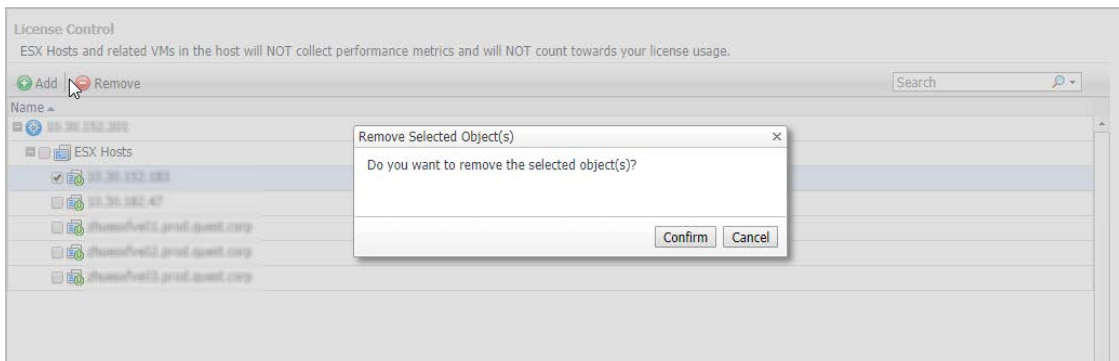 License Control
ESX Hosts and related VMs in the host will NOT collect performance metrics and will NOT count towards your license usage.
Add Remove Search
Name
Remove Selected Object(s)
Do you want to remove the selected object(s)?
ESX Hosts
Confirm Cancel